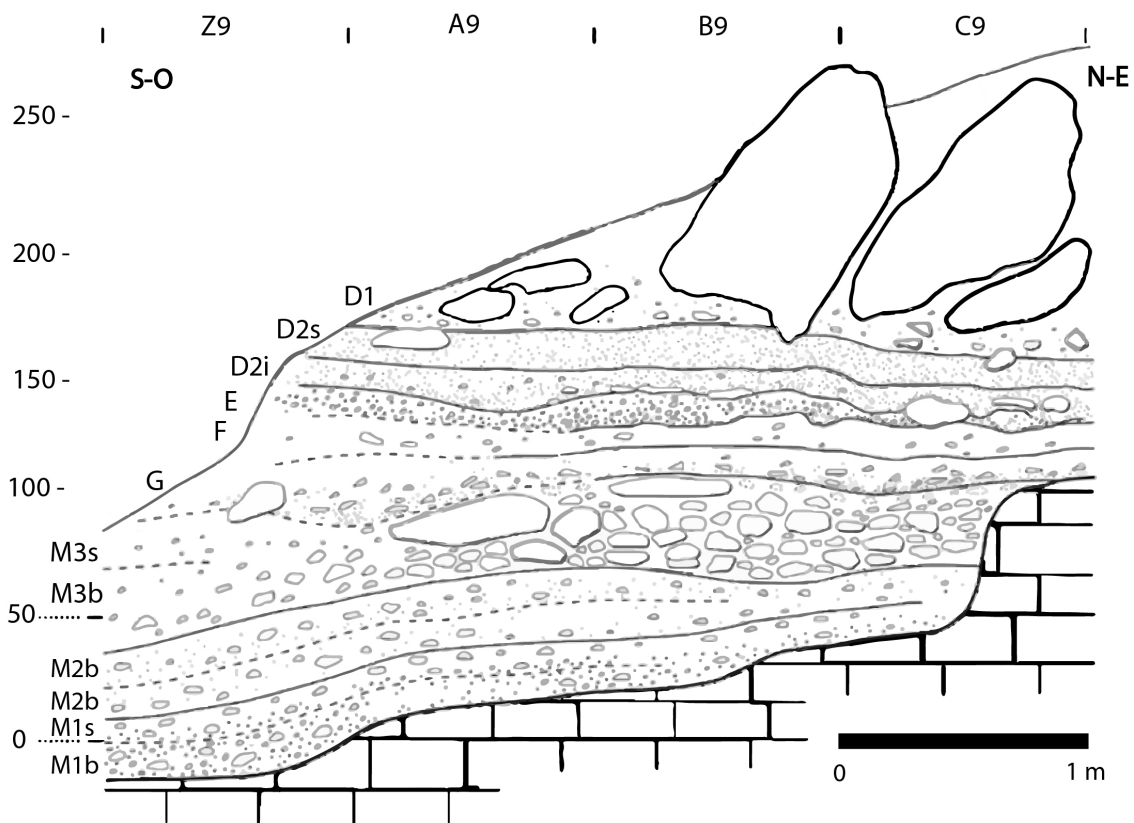 Z9 A9 B9 C9
S-O N-E
250 -
200 -
D1
D2s
D2i
150 -
E
F
G
100 -
M3s
M3b
50
M2b
M2b
M1s
0
M1b
0 1 m